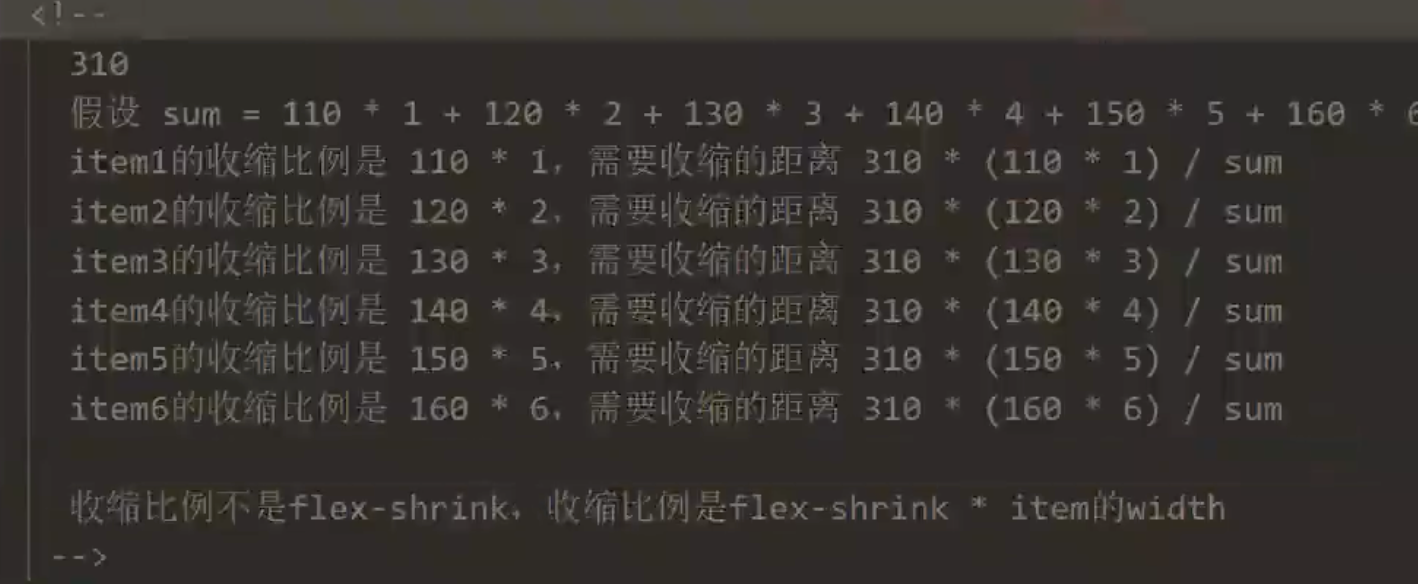 <!--
310
假设 sum = 110 * 1 + 120 * 2 + 130 * 3 + 140 * 4 + 150 * 5 + 160 * 6
item1的收缩比例是 110 * 1，需要收缩的距离 310 * (110 * 1) / sum
item2的收缩比例是 120 * 2，需要收缩的距离 310 * (120 * 2) / sum
item3的收缩比例是 130 * 3，需要收缩的距离 310 * (130 * 3) / sum
item4的收缩比例是 140 * 4，需要收缩的距离 310 * (140 * 4) / sum
item5的收缩比例是 150 * 5，需要收缩的距离 310 * (150 * 5) / sum
item6的收缩比例是 160 * 6，需要收缩的距离 310 * (160 * 6) / sum
收缩比例不是flex-shrink，收缩比例是flex-shrink * item的width
-->